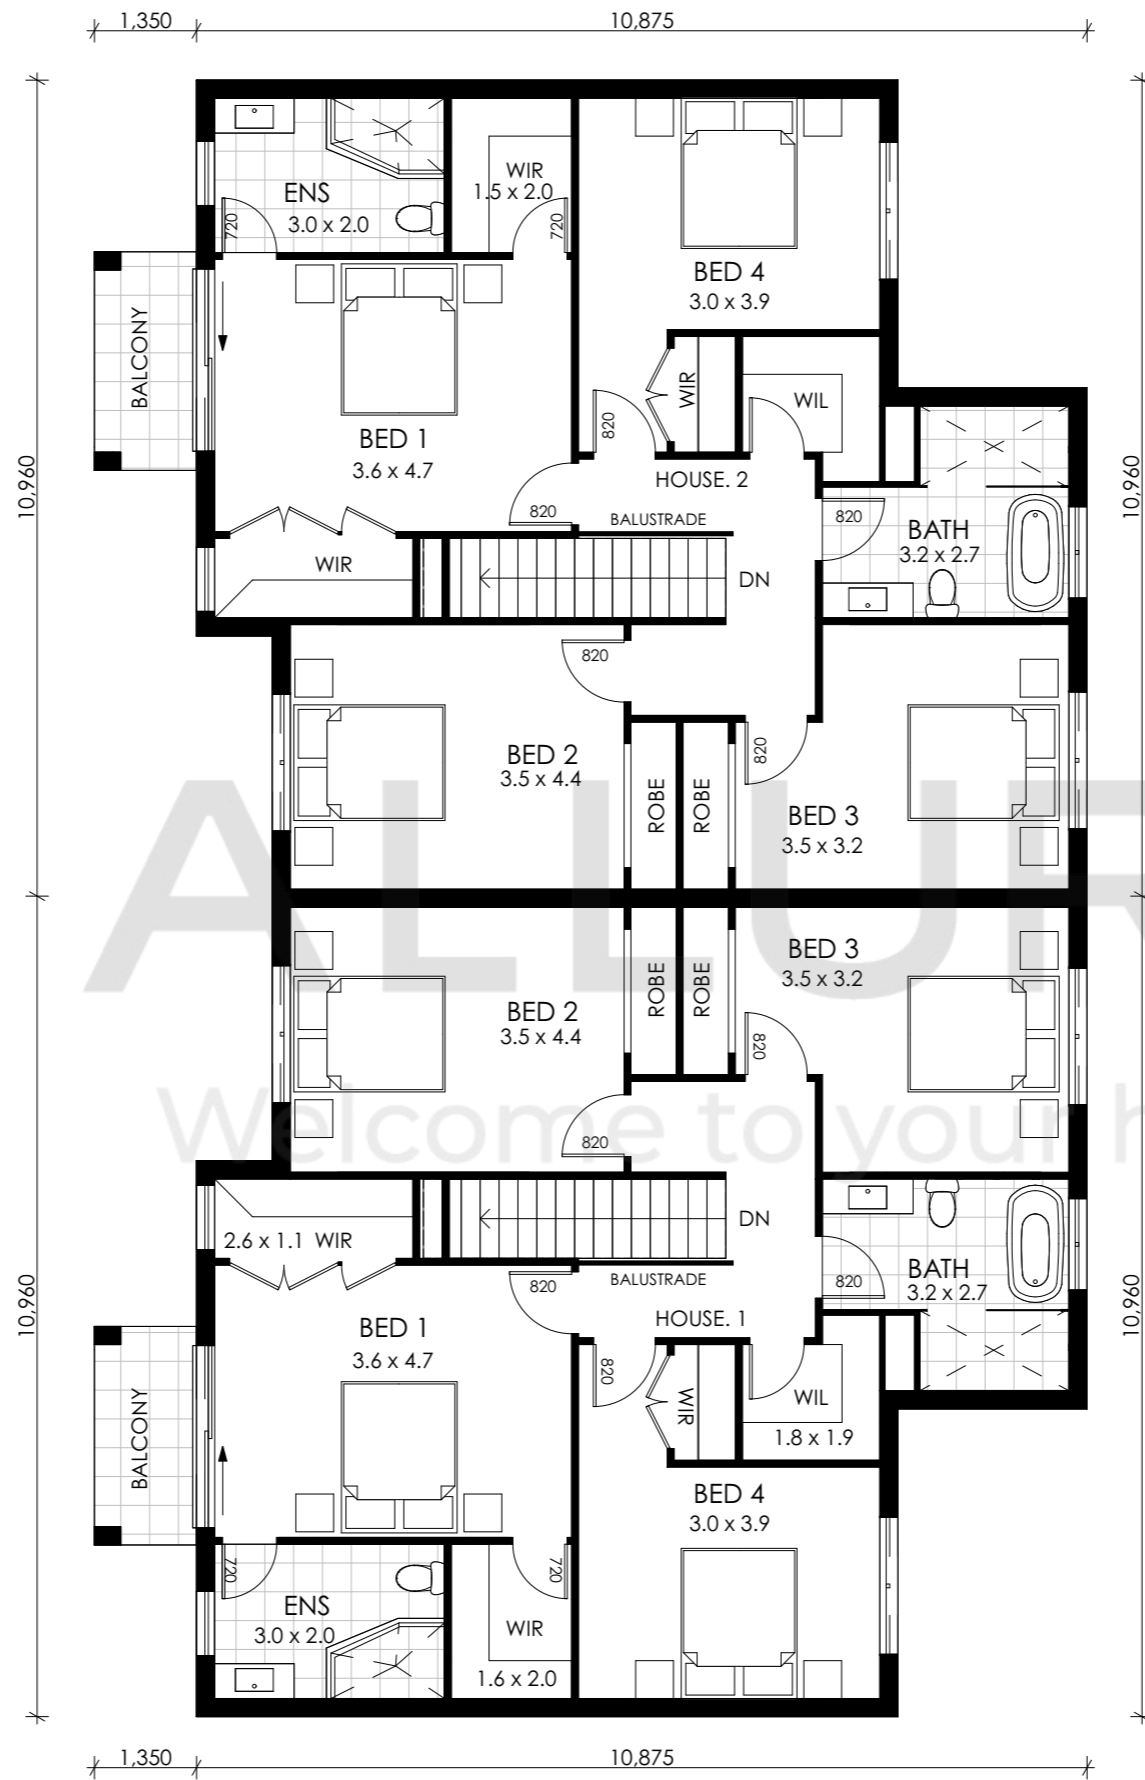 1,350
10,875
ENS
3.0 x 2.0
720
WIR
1.5 x 2.0
720
BED 4
3.0 x 3.9
BALCONY
BED 1
3.6 x 4.7
820
WIR
WIL
10,960
10,960
HOUSE. 2
820
BALUSTRADE
820
BATH
3.2 x 2.7
WIR
DN
820
BED 2
3.5 x 4.4
ROBE
ROBE
820
BED 3
3.5 x 3.2
ALLUR
BED 2
3.5 x 4.4
ROBE
ROBE
BED 3
3.5 x 3.2
820
Welcome to your h
820
DN
2.6 x 1.1 WIR
820
BALUSTRADE
820
BATH
3.2 x 2.7
10,960
10,960
HOUSE. 1
BED 1
3.6 x 4.7
820
WIR
WIL
1.8 x 1.9
BALCONY
BED 4
3.0 x 3.9
720
ENS
3.0 x 2.0
720
WIR
1.6 x 2.0
1,350
10,875